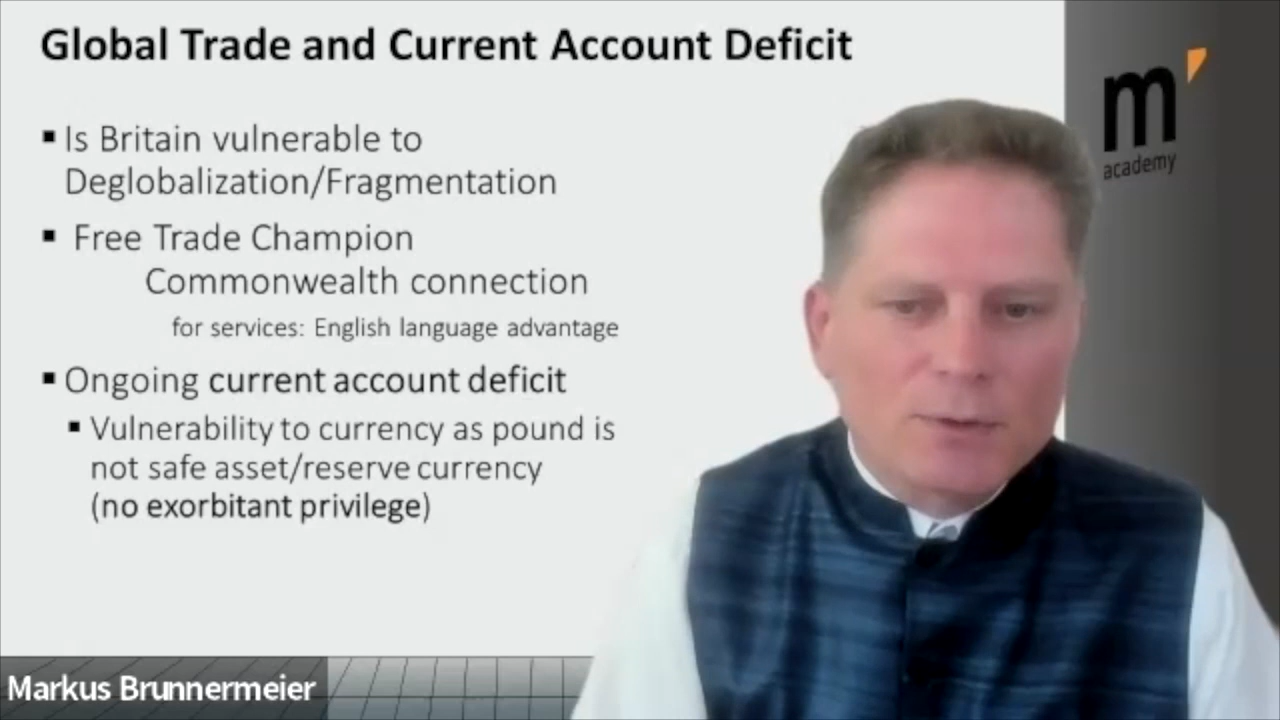 Global Trade and Current Account Deficit
▪ Is Britain vulnerable to
Deglobalization/Fragmentation
▪ Free Trade Champion
Commonwealth connection
for services: English language advantage
▪ Ongoing current account deficit
▪ Vulnerability to currency as pound is
not safe asset/reserve currency
(no exorbitant privilege)
m'
academy
Markus Brunnermeier